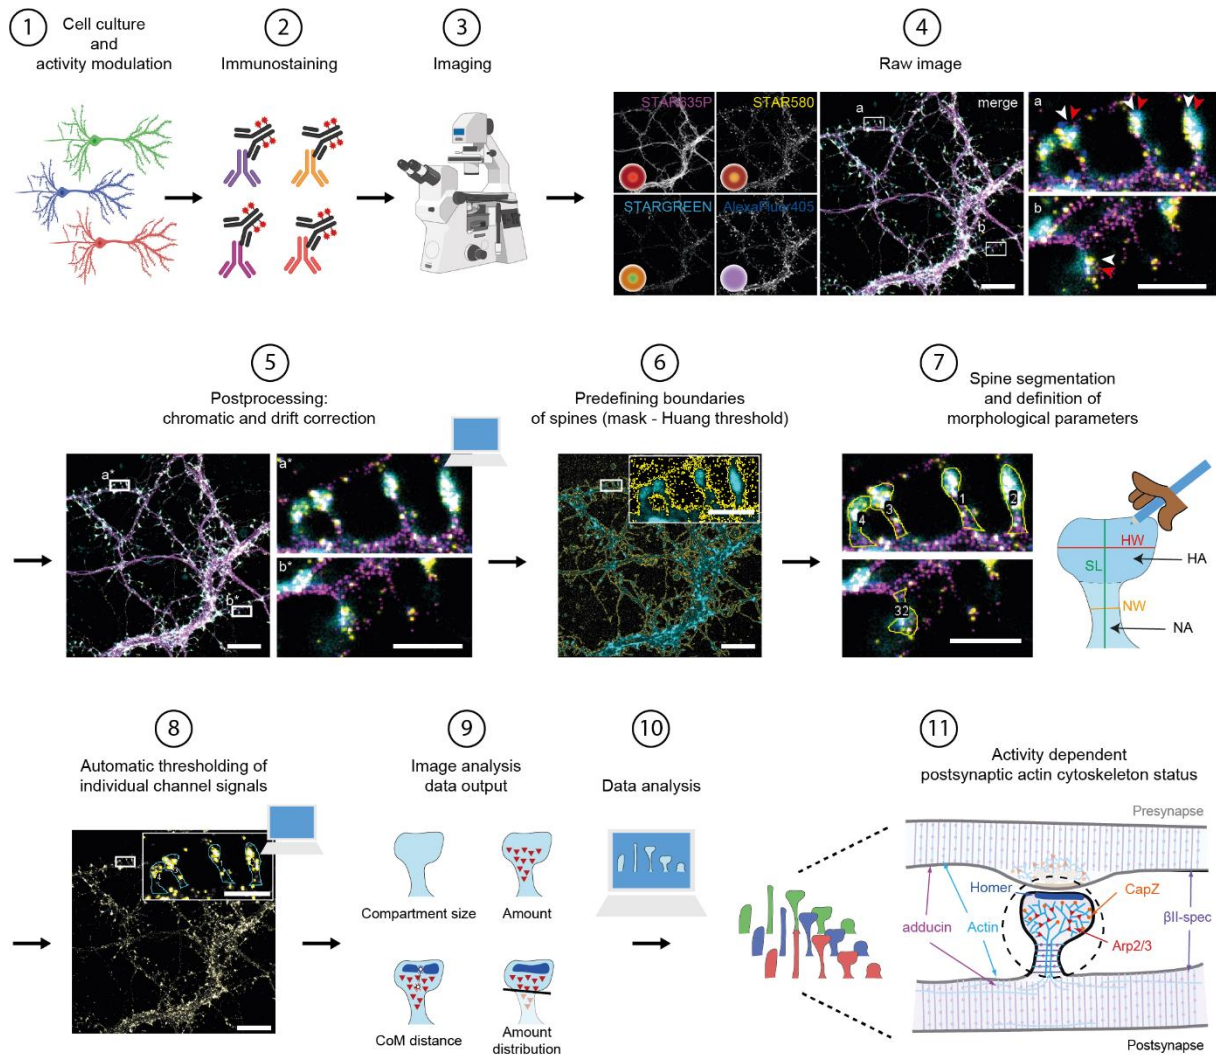 1
Cell culture
and
activity modulation
2
Immunostaining
3
Imaging
4
Raw image
STAR635P
STAR580
STARGREEN
AlexaFluor405
merge
a
b
a
b
5
Postprocessing:
chromatic and drift correction
a*
b*
a*
b*
6
Predefining boundaries
of spines (mask - Huang threshold)
7
Spine segmentation
and definition of
morphological parameters
4
3
1
2
32
HW
SL
HA
NW
NA
8
Automatic thresholding of
individual channel signals
9
Image analysis
data output
Compartment size
Amount
CoM distance
Amount
distribution
10
Data analysis
11
Activity dependent
postsynaptic actin cytoskeleton status
Presynapse
Homer
CapZ
adducin
Actin
βII-spec
Arp2/3
Postsynapse